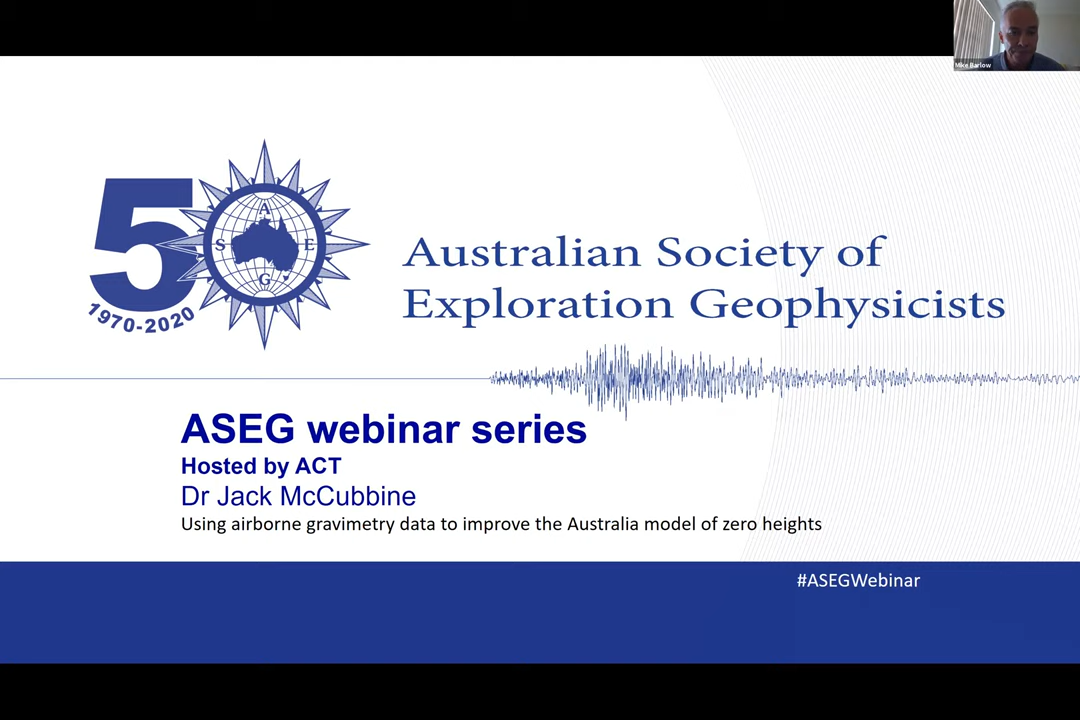 Mike Barlow
50
1970-2020
A
S E
G
Australian Society of
Exploration Geophysicists
ASEG webinar series
Hosted by ACT
Dr Jack McCubbine
Using airborne gravimetry data to improve the Australia model of zero heights
#ASEGWebinar